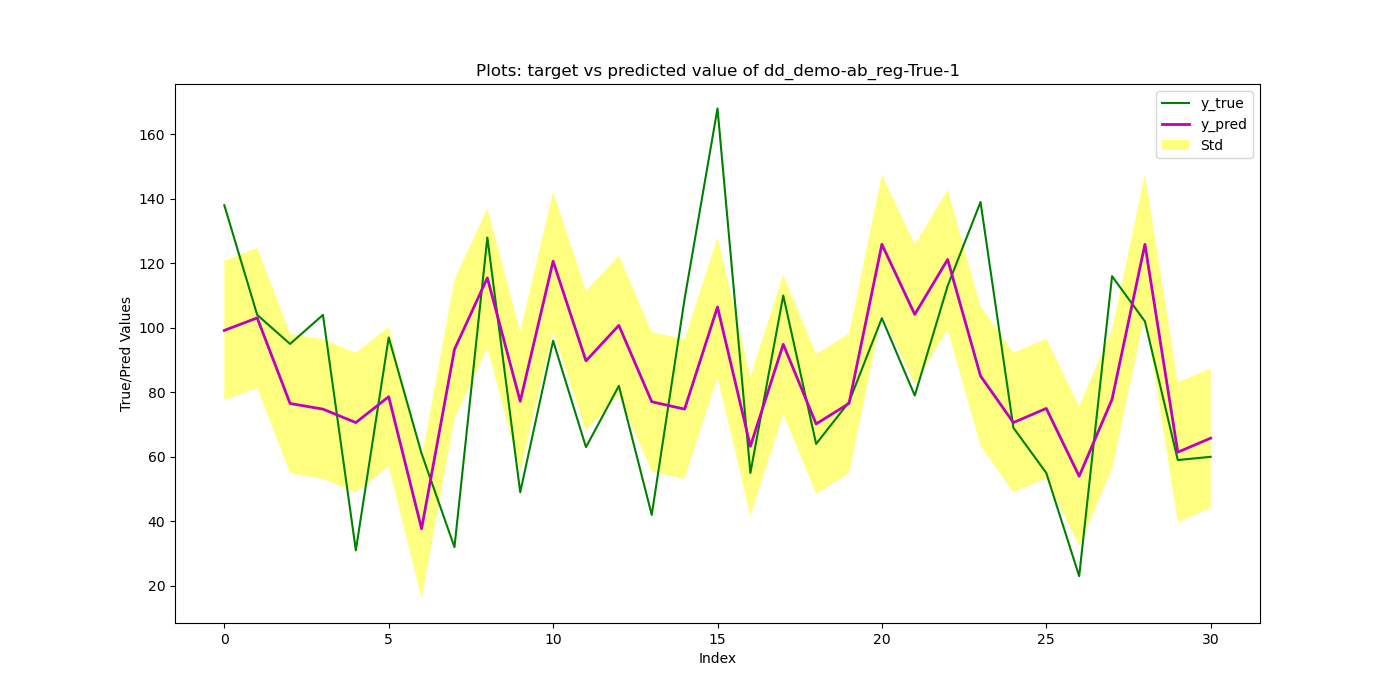 Plots: target vs predicted value of dd_demo-ab_reg-True-1
y_true
y_pred
Std
True/Pred Values
160
140
120
100
80
60
40
20
0 5 10 15 20 25 30
Index